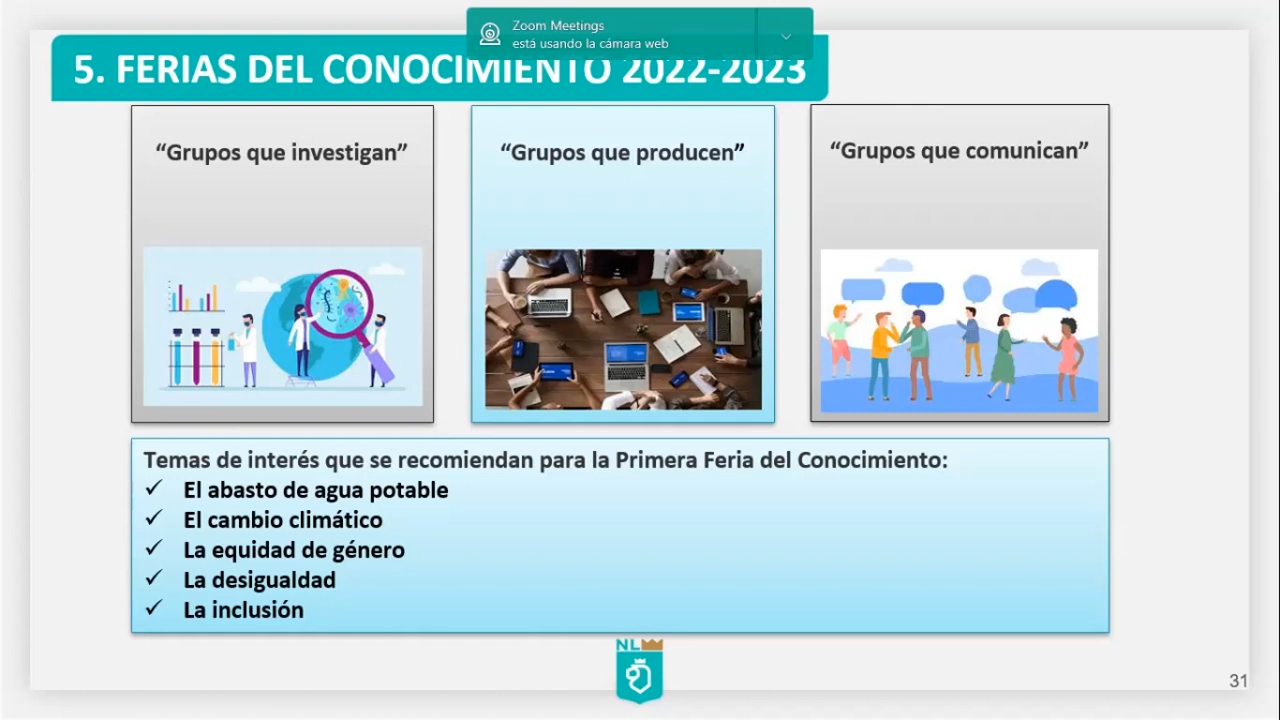 Zoom Meetings
está usando la cámara web
5. FERIAS DEL CONOCIMIENTO 2022-2023
“Grupos que investigan”
“Grupos que producen”
“Grupos que comunican”
Temas de interés que se recomiendan para la Primera Feria del Conocimiento:
✓ El abasto de agua potable
✓ El cambio climático
✓ La equidad de género
✓ La desigualdad
✓ La inclusión
NL
31